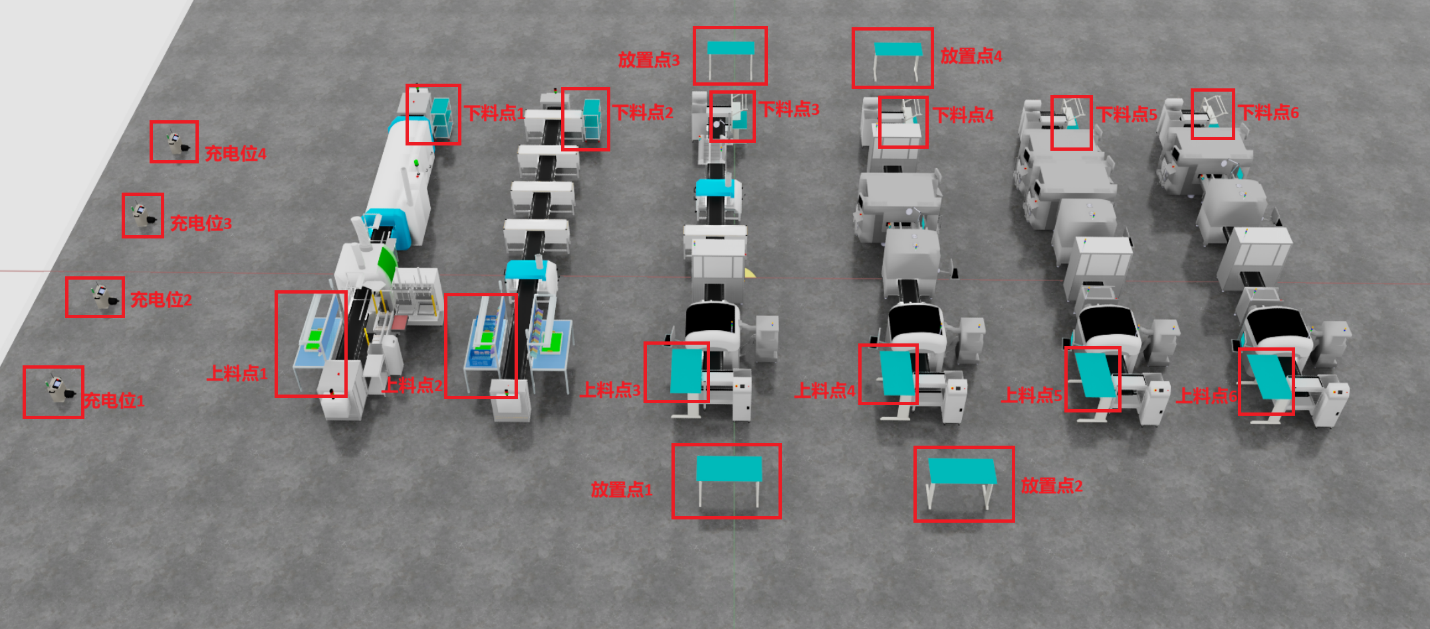 放置点3
放置点4
下料点1
下料点2
下料点3
下料点4
下料点5
下料点6
充电位4
充电位3
充电位2
充电位1
上料点1
上料点2
上料点3
上料点4
上料点5
上料点6
放置点1
放置点2